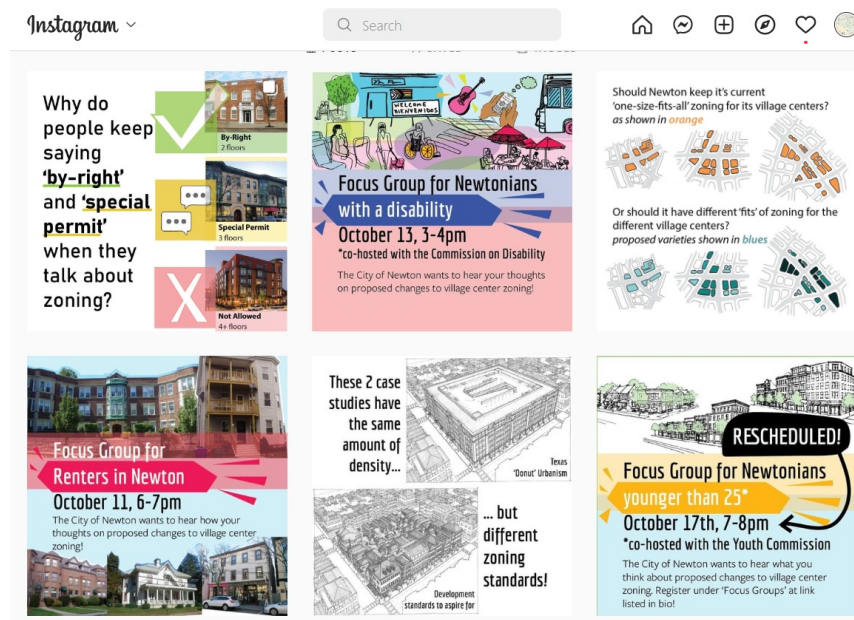 Instagram
Search
Why do
people keep
saying
'by-right'
and 'special
permit'
when they
talk about
zoning?
By-Right
2 floors
Special Permit
3 floors
Not Allowed
4+ floors
WELCOME
BIENVENIDOS
Focus Group for Newtonians
with a disability
October 13, 3-4pm
*co-hosted with the Commission on Disability
The City of Newton wants to hear your thoughts
on proposed changes to village center zoning!
Should Newton keep it's current
'one-size-fits-all' zoning for its village centers?
as shown in orange
Or should it have different 'fits' of zoning for the
different village centers?
proposed varieties shown in blues
Focus Group for
Renters in Newton
October 11, 6-7pm
The City of Newton wants to hear how your
thoughts on proposed changes to village center
zoning!
These 2 case
studies have
the same
amount of
density...
Texas
'Donut' Urbanism
... but
different
zoning
standards!
Development
standards to aspire for
RESCHEDULED!
Focus Group for Newtonians
younger than 25*
October 17th, 7-8pm
*co-hosted with the Youth Commission
The City of Newton wants to hear what you
think about proposed changes to village center
zoning. Register under 'Focus Groups' at link
listed in bio!